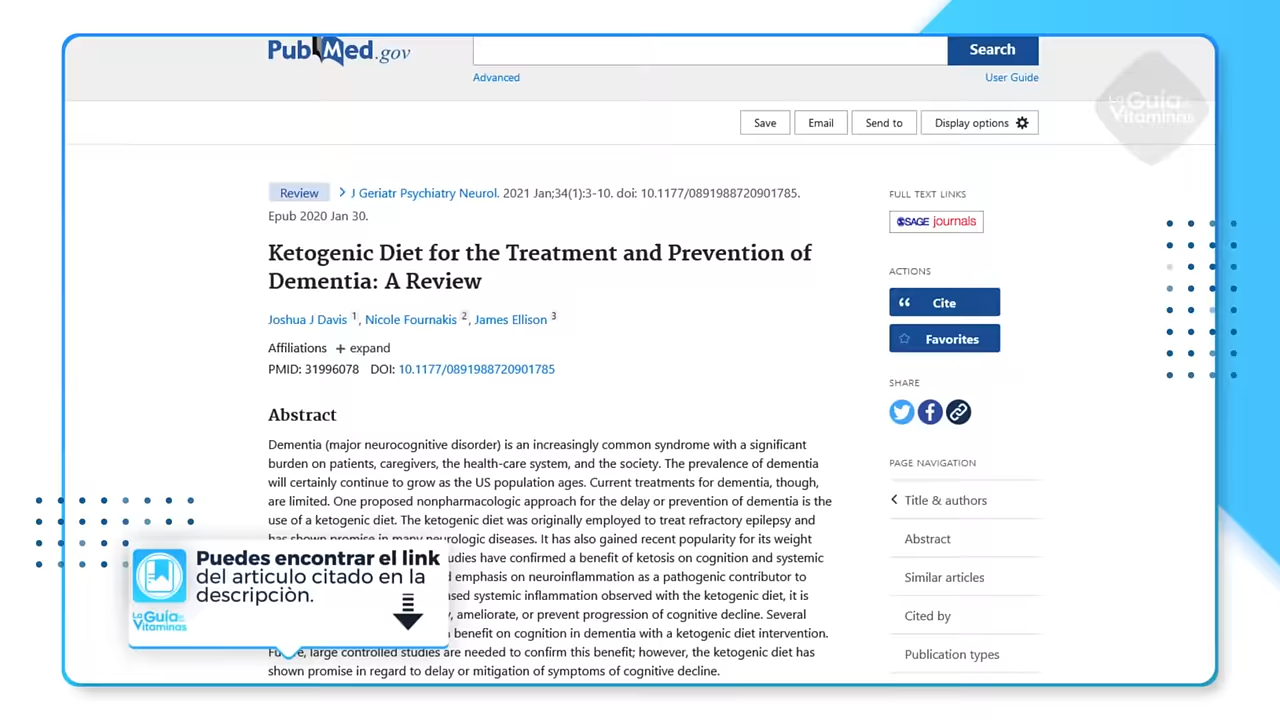 PubMed.gov
Search
Advanced
User Guide
La Guía de las
Vitaminas
Save
Email
Send to
Display options
Review
J Geriatr Psychiatry Neurol. 2021 Jan;34(1):3-10. doi: 10.1177/0891988720901785.
Epub 2020 Jan 30.
Ketogenic Diet for the Treatment and Prevention of
Dementia: A Review
Joshua J Davis 1, Nicole Fournakis 2, James Ellison 3
Affiliations + expand
PMID: 31996078 DOI: 10.1177/0891988720901785
Abstract
Dementia (major neurocognitive disorder) is an increasingly common syndrome with a significant
burden on patients, caregivers, the health-care system, and the society. The prevalence of dementia
will certainly continue to grow as the US population ages. Current treatments for dementia, though,
are limited. One proposed nonpharmacologic approach for the delay or prevention of dementia is the
use of a ketogenic diet. The ketogenic diet was originally employed to treat refractory epilepsy and
has shown promise in many neurologic diseases. It has also gained recent popularity for its weight
udies have confirmed a benefit of ketosis on cognition and systemic
emphasis on neuroinflammation as a pathogenic contributor to
sed systemic inflammation observed with the ketogenic diet, it is
, ameliorate, or prevent progression of cognitive decline. Several
benefit on cognition in dementia with a ketogenic diet intervention.
large controlled studies are needed to confirm this benefit; however, the ketogenic diet has
shown promise in regard to delay or mitigation of symptoms of cognitive decline.
FULL TEXT LINKS
SAGE journals
ACTIONS
Cite
Favorites
SHARE
PAGE NAVIGATION
Title & authors
Abstract
Similar articles
Cited by
Publication types
Puedes encontrar el link
del articulo citado en la
descripciòn.
La Guía de las
Vitaminas